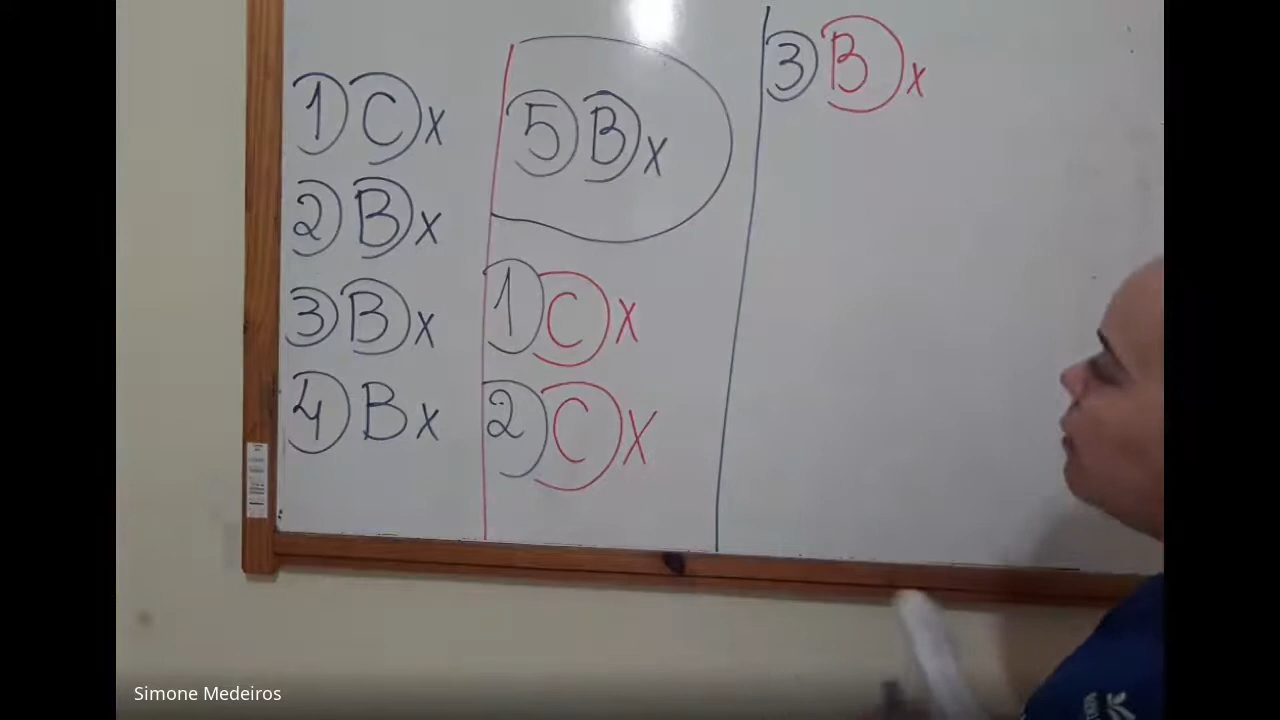 1 C x
2 B x
3 B x
4 B x
5 B x
1 C x
2 C x
3 B x
Simone Medeiros